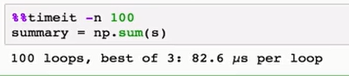 %%timeit -n 100
summary = np.sum(s)
100 loops, best of 3: 82.6 µs per loop